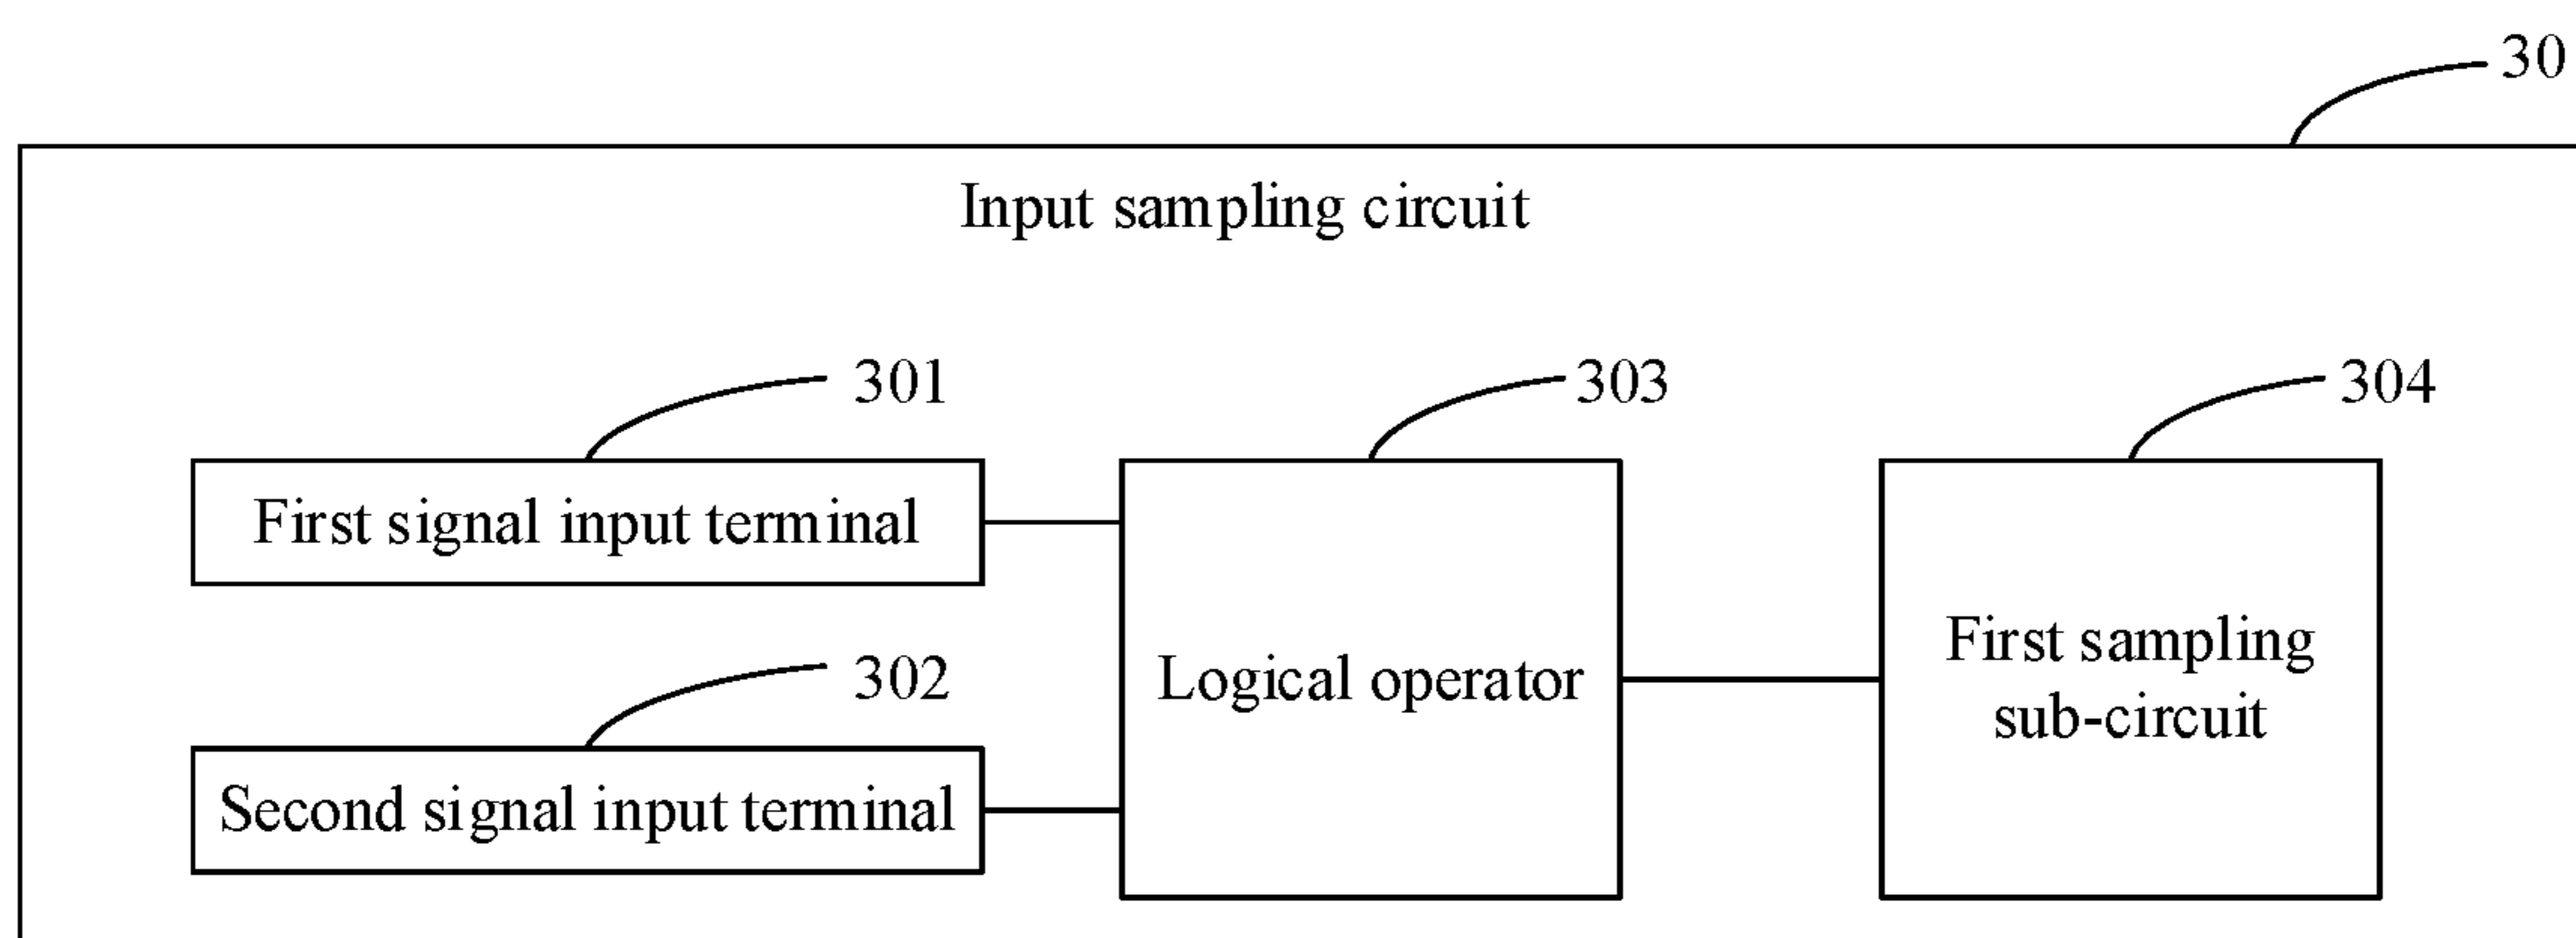 30
Input sampling circuit
301
303
304
First signal input terminal
302
Logical operator
First sampling
sub-circuit
Second signal input terminal